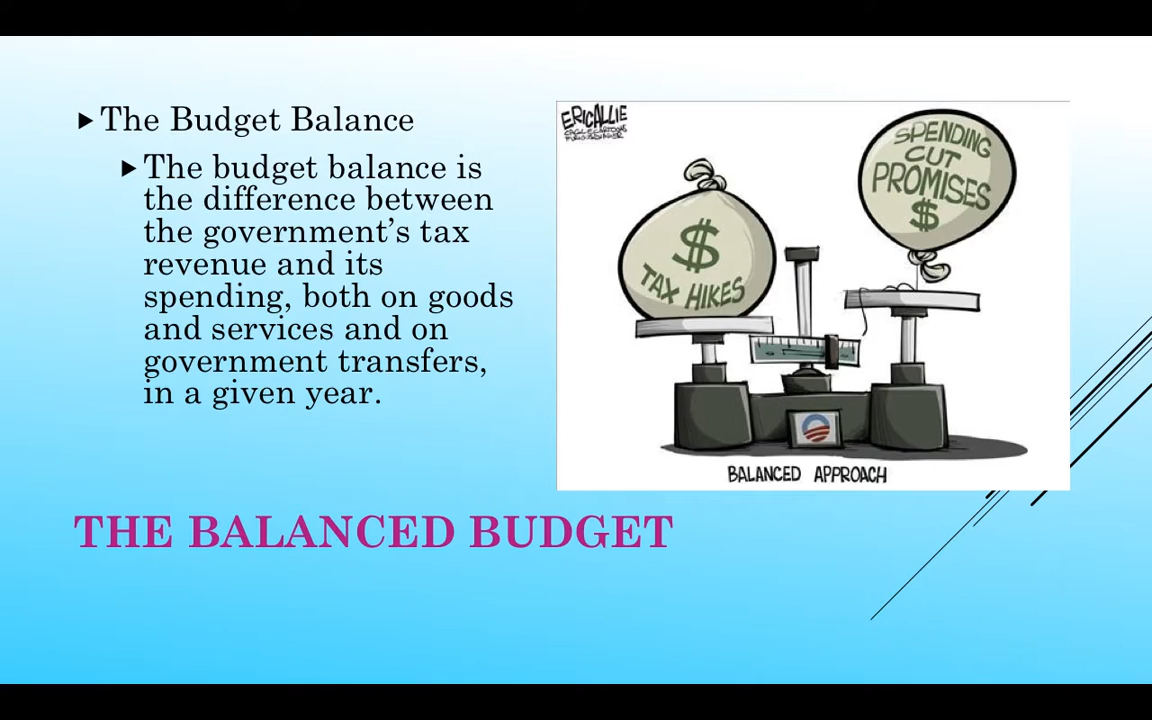 The Budget Balance
The budget balance is
the difference between
the government's tax
revenue and its
spending, both on goods
and services and on
government transfers,
in a given year.
ERICALLIE
$
TAX HIKES
SPENDING
CUT
PROMISES
$
BALANCED APPROACH
THE BALANCED BUDGET